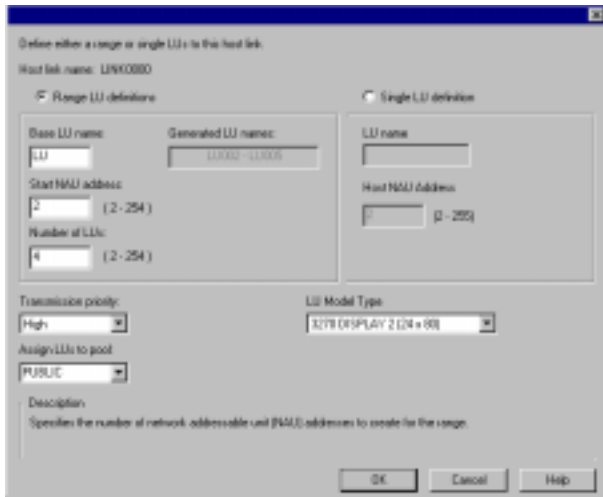 Define either a range or single LUs to this host link.
Host link name: LINK0000
Range LU definitions
Single LU definition
Base LU name:
Generated LU names:
LU
LU002 - LU005
Start NAU address:
2
( 2 - 254 )
Number of LUs:
4
( 2 - 254 )
LU name
Host NAU Address
2
(2 - 255)
Transmission priority:
High
LU Model Type
3270 DISPLAY 2 (24 x 80)
Assign LUs to pool:
PUBLIC
Description
Specifies the number of network addressable unit (NAU) addresses to create for the range.
OK
Cancel
Help